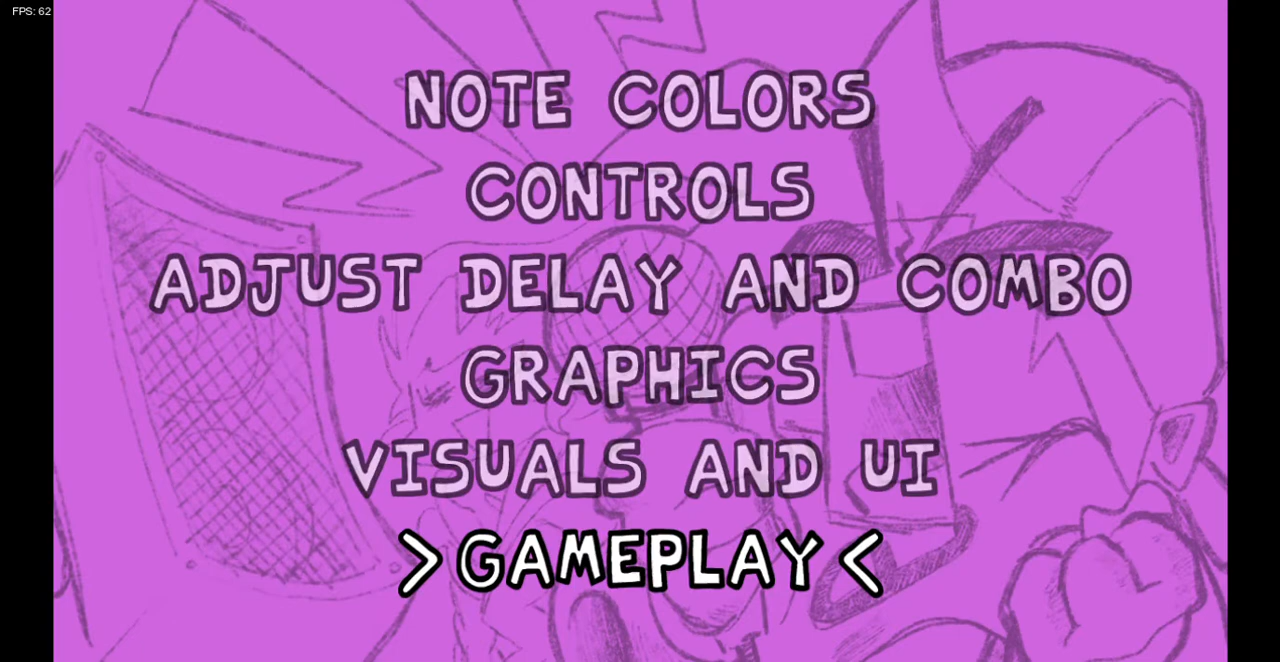 FPS: 62
NOTE COLORS
CONTROLS
ADJUST DELAY AND COMBO
GRAPHICS
VISUALS AND UI
>GAMEPLAY<